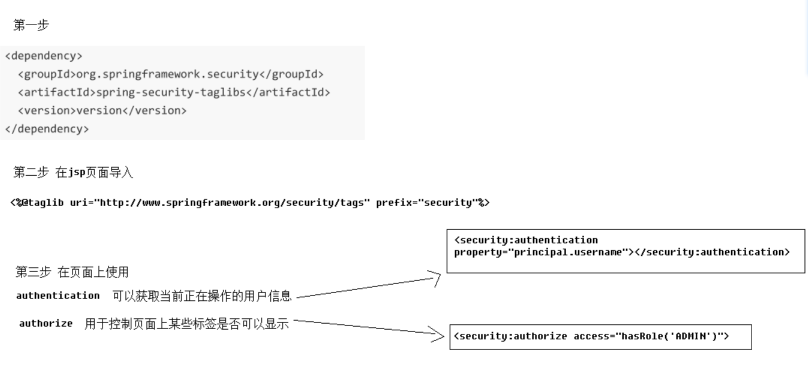 第一步
<dependency>
<groupId>org.springframework.security</groupId>
<artifactId>spring-security-taglibs</artifactId>
<version>version</version>
</dependency>
第二步 在jsp页面导入
<%@taglib uri="http://www.springframework.org/security/tags" prefix="security"%>
<security:authentication
property="principal.username"></security:authentication>
第三步 在页面上使用
authentication 可以获取当前正在操作的用户信息
authorize 用于控制页面上某些标签是否可以显示
<security:authorize access="hasRole('ADMIN')">